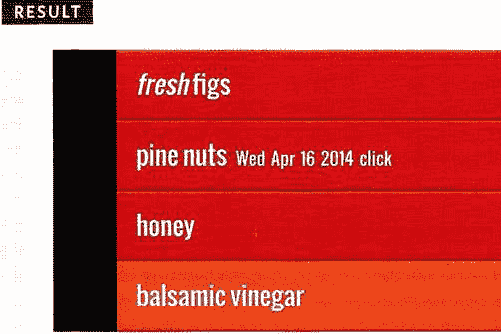 RESULT
fresh figs
pine nuts Wed Apr 16 2014 click
honey
balsamic vinegar